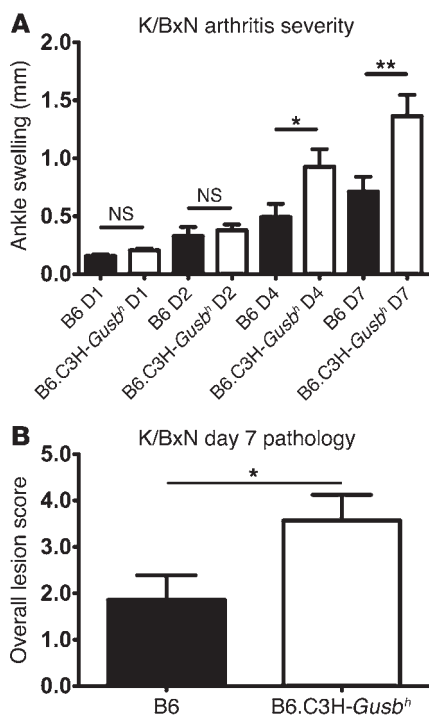 A
K/BxN arthritis severity
Ankle swelling (mm)
2.0
1.5
1.0
0.5
0.0
NS
NS
*
**
B6 D1
B6.C3H-Gusbʰ D1
B6 D2
B6.C3H-Gusbʰ D2
B6 D4
B6.C3H-Gusbʰ D4
B6 D7
B6.C3H-Gusbʰ D7
B
K/BxN day 7 pathology
Overall lesion score
5.0
4.0
3.0
2.0
1.0
0.0
*
B6
B6.C3H-Gusbʰ